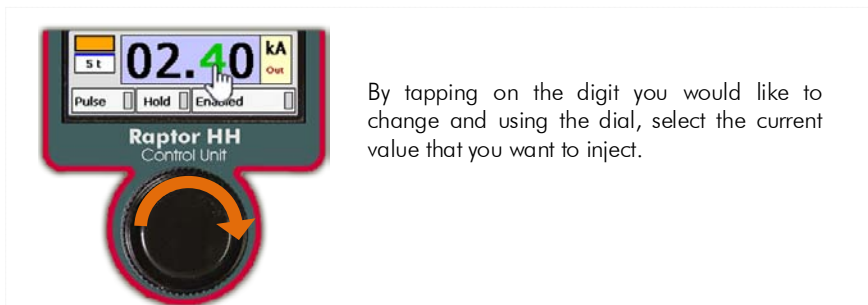 5 t
02.40
kA
Out
Pulse
Hold
Enabled
Raptor HH
Control Unit
By tapping on the digit you would like to
change and using the dial, select the current
value that you want to inject.